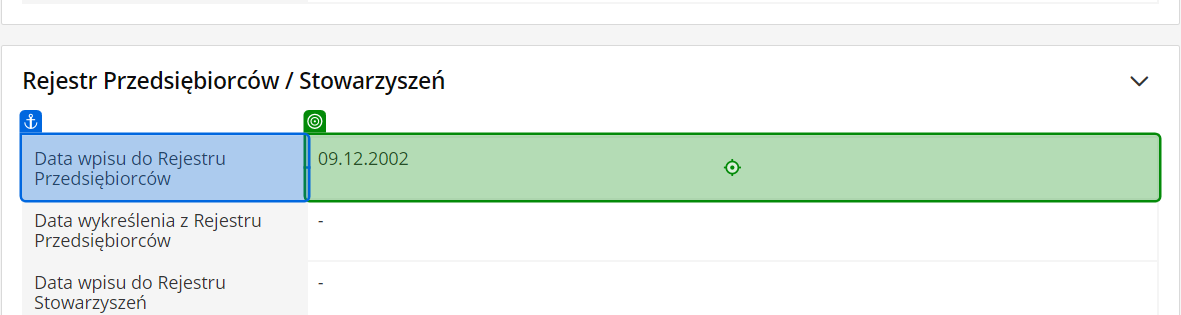 Rejestr Przedsiębiorców / Stowarzyszeń
Data wpisu do Rejestru
Przedsiębiorców
09.12.2002
Data wykreślenia z Rejestru
Przedsiębiorców
-
Data wpisu do Rejestru
Stowarzyszeń
-